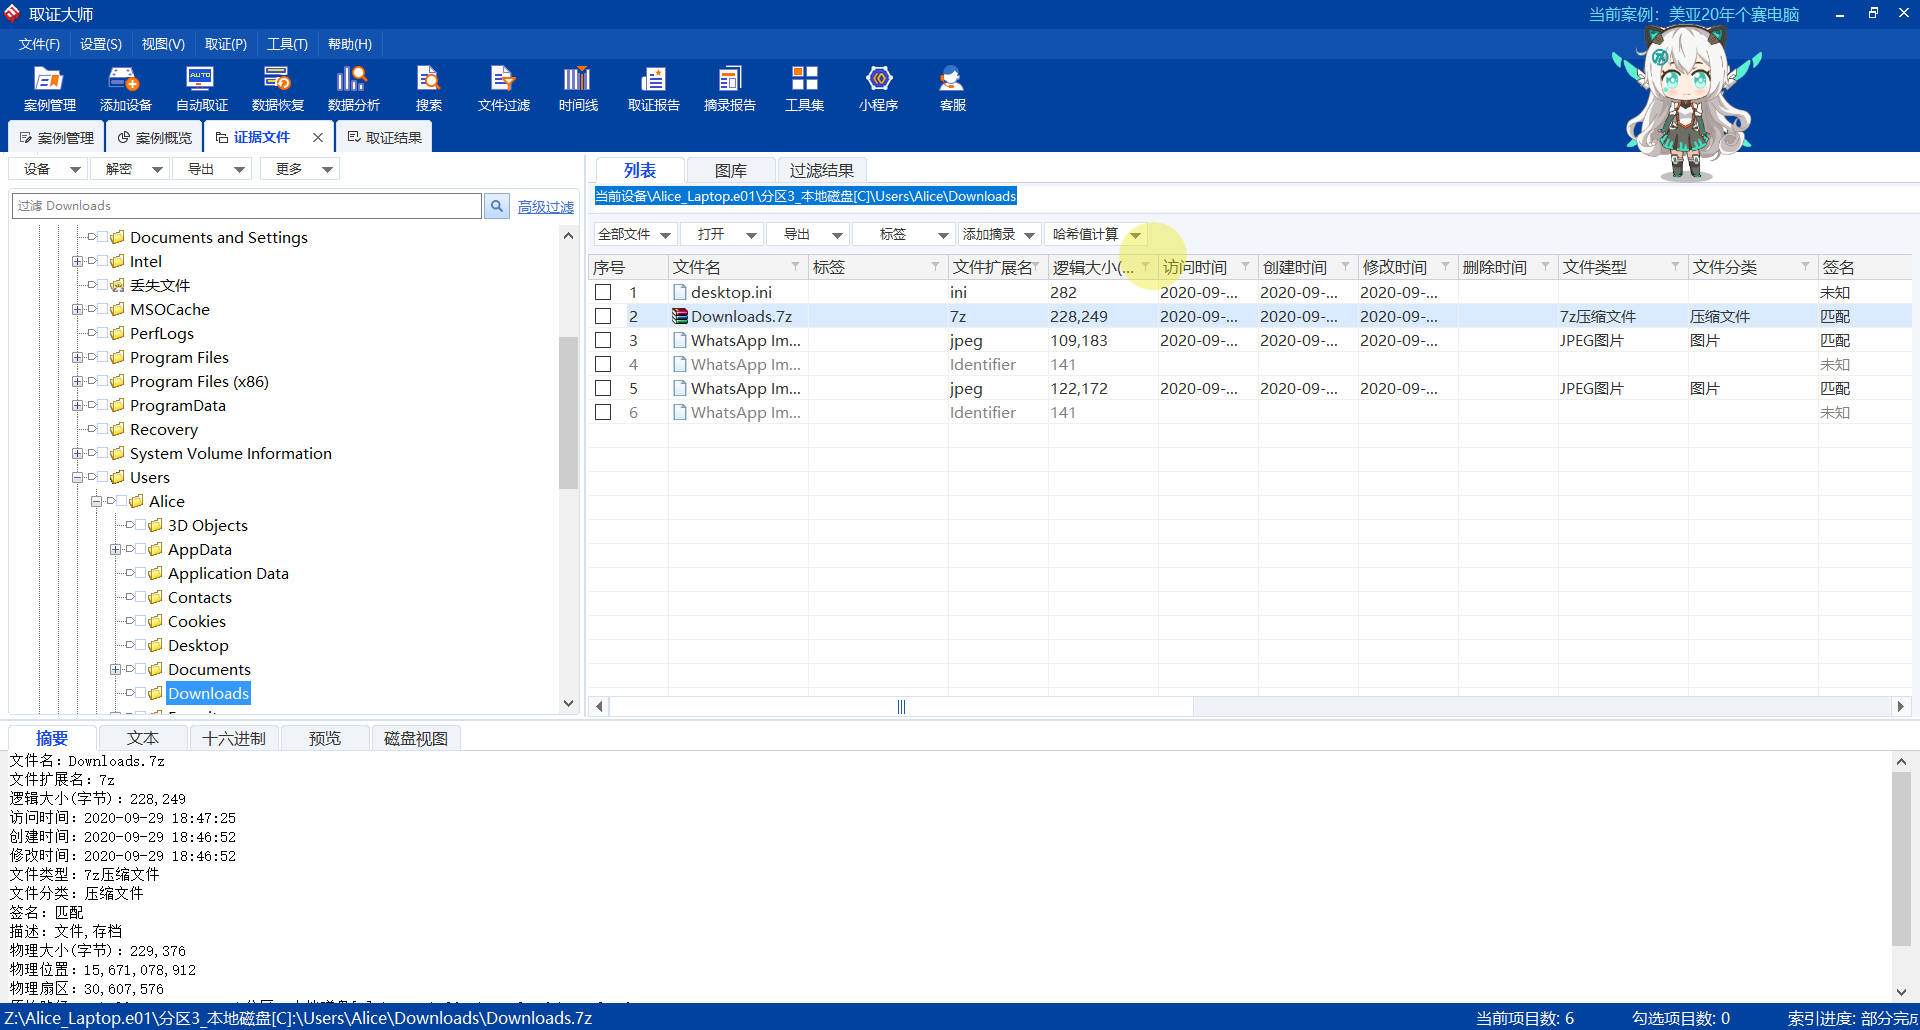 取证大师
当前案例：美亚20年个赛电脑
文件(F) 设置(S) 视图(V) 取证(P) 工具(T) 帮助(H)
AUTO
案例管理 添加设备 自动取证 数据恢复 数据分析 搜索 文件过滤 时间线 取证报告 摘录报告 工具集 小程序 客服
案例管理 案例概览 证据文件 取证结果
设备 解密 导出 更多
过滤 Downloads 高级过滤
Documents and Settings
Intel
丢失文件
MSOCache
PerfLogs
Program Files
Program Files (x86)
ProgramData
Recovery
System Volume Information
Users
Alice
3D Objects
AppData
Application Data
Contacts
Cookies
Desktop
Documents
Downloads
列表 图库 过滤结果
当前设备\Alice_Laptop.e01\分区3_本地磁盘[C]\Users\Alice\Downloads
全部文件 打开 导出 标签 添加摘录 哈希值计算
序号 文件名 标签 文件扩展名 逻辑大小(... 访问时间 创建时间 修改时间 删除时间 文件类型 文件分类 签名
1 desktop.ini ini 282 2020-09-... 2020-09-... 2020-09-... 未知
2 Downloads.7z 7z 228,249 2020-09-... 2020-09-... 2020-09-... 7z压缩文件 压缩文件 匹配
3 WhatsApp Im... jpeg 109,183 2020-09-... 2020-09-... 2020-09-... JPEG图片 图片 匹配
4 WhatsApp Im... Identifier 141 未知
5 WhatsApp Im... jpeg 122,172 2020-09-... 2020-09-... 2020-09-... JPEG图片 图片 匹配
6 WhatsApp Im... Identifier 141 未知
摘要 文本 十六进制 预览 磁盘视图
文件名：Downloads.7z
文件扩展名：7z
逻辑大小(字节)：228,249
访问时间：2020-09-29 18:47:25
创建时间：2020-09-29 18:46:52
修改时间：2020-09-29 18:46:52
文件类型：7z压缩文件
文件分类：压缩文件
签名：匹配
描述：文件,存档
物理大小(字节)：229,376
物理位置：15,671,078,912
物理扇区：30,607,576
Z:\Alice_Laptop.e01\分区3_本地磁盘[C]:\Users\Alice\Downloads\Downloads.7z
当前项目数: 6 勾选项目数: 0 索引进度: 部分完成